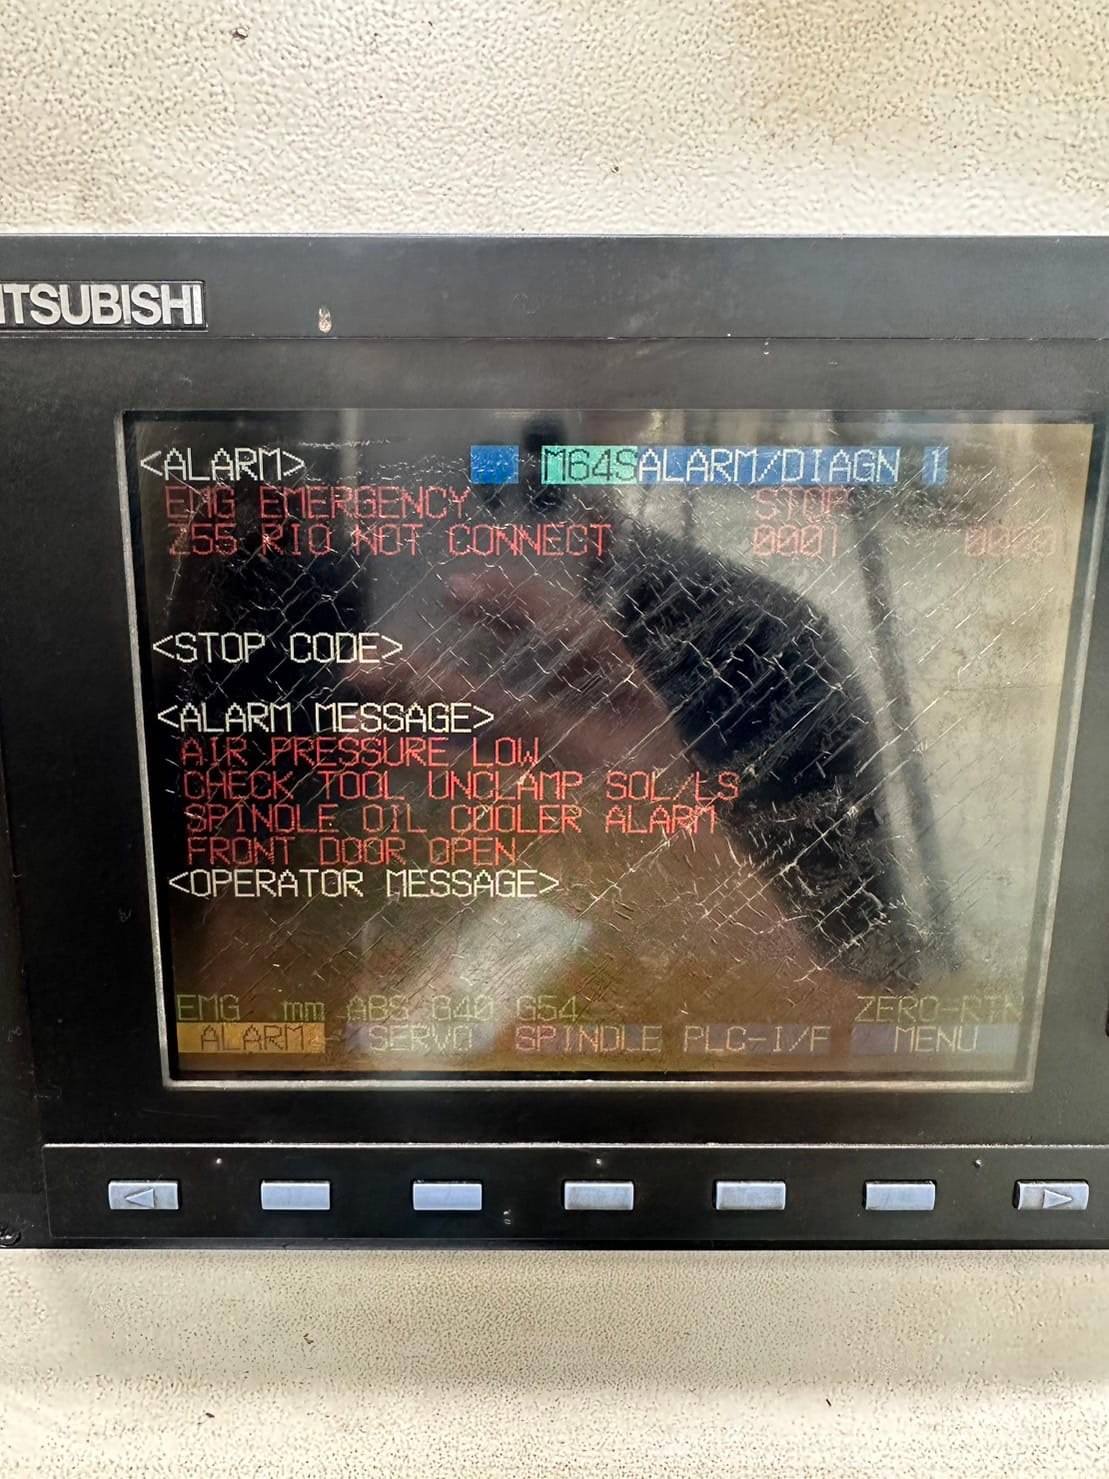 ITSUBISHI
<ALARM> M64SALARM/DIAGN 1
EMG EMERGENCY STOP
Z55 RIO NOT CONNECT 0001 0000
<STOP CODE>
<ALARM MESSAGE>
AIR PRESSURE LOW
CHECK TOOL UNCLAMP SOL/LS
SPINDLE OIL COOLER ALARM
FRONT DOOR OPEN
<OPERATOR MESSAGE>
EMG mm ABS G40 G54 ZERO-RTN
ALARM SERVO SPINDLE PLC-I/F MENU